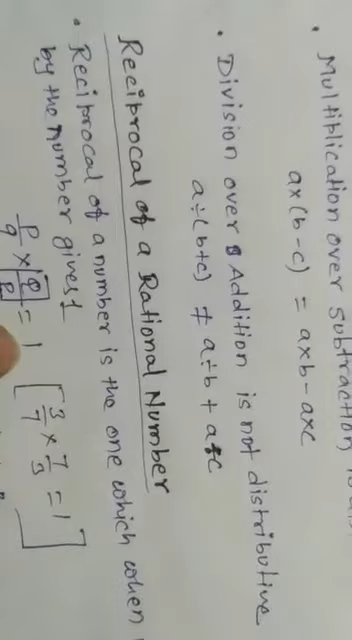 • Multiplication over subtraction is
a×(b-c) = a×b-a×c
• Division over Addition is not distributive
a÷(b+c) ≠ a÷b + a÷c
Reciprocal of a Rational Number
• Reciprocal of a number is the one which when
by the number gives 1
p/q × q/p = 1 [3/7 × 7/3 = 1]